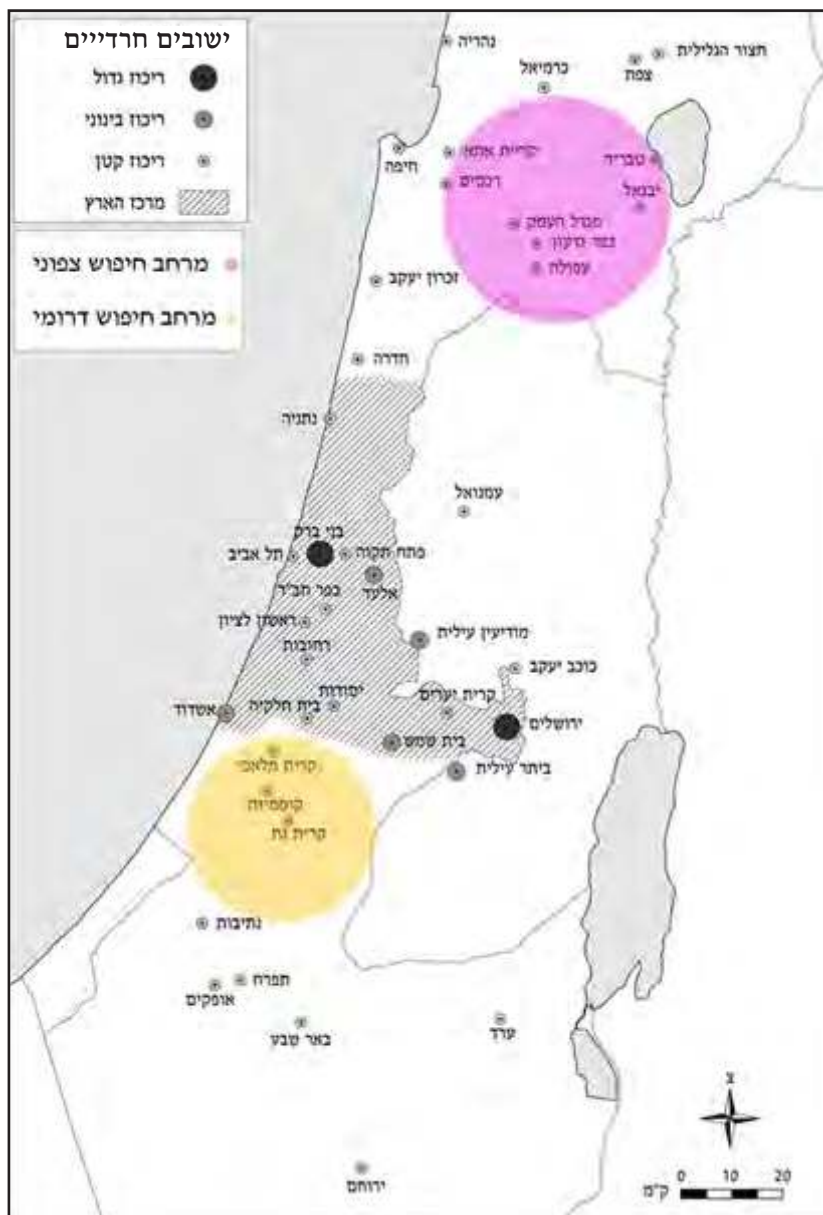 ישובים חרדייים
ריכוז גדול
ריכוז בינוני
ריכוז קטן
מרכז הארץ
מרחב חיפוש צפוני
מרחב חיפוש דרומי
נהריה
חצור הגלילית
צפת
כרמיאל
חיפה
קריית אתא
טבריה
רכסים
יבנאל
מגדל העמק
כפר גדעון
עפולה
זכרון יעקב
חדרה
נתניה
עמנואל
בני ברק
תל אביב
פתח תקוה
אלעד
כפר חב"ד
ראשון לציון
מודיעין עילית
רחובות
כוכב יעקב
יסודות
קרית יערים
אשדוד
בית חלקיה
ירושלים
בית שמש
ביתר עילית
קרית מלאכי
קוממיות
קרית גת
נתיבות
תפרח
אופקים
באר שבע
ערד
ירוחם
צ
ק"מ 0 10 20